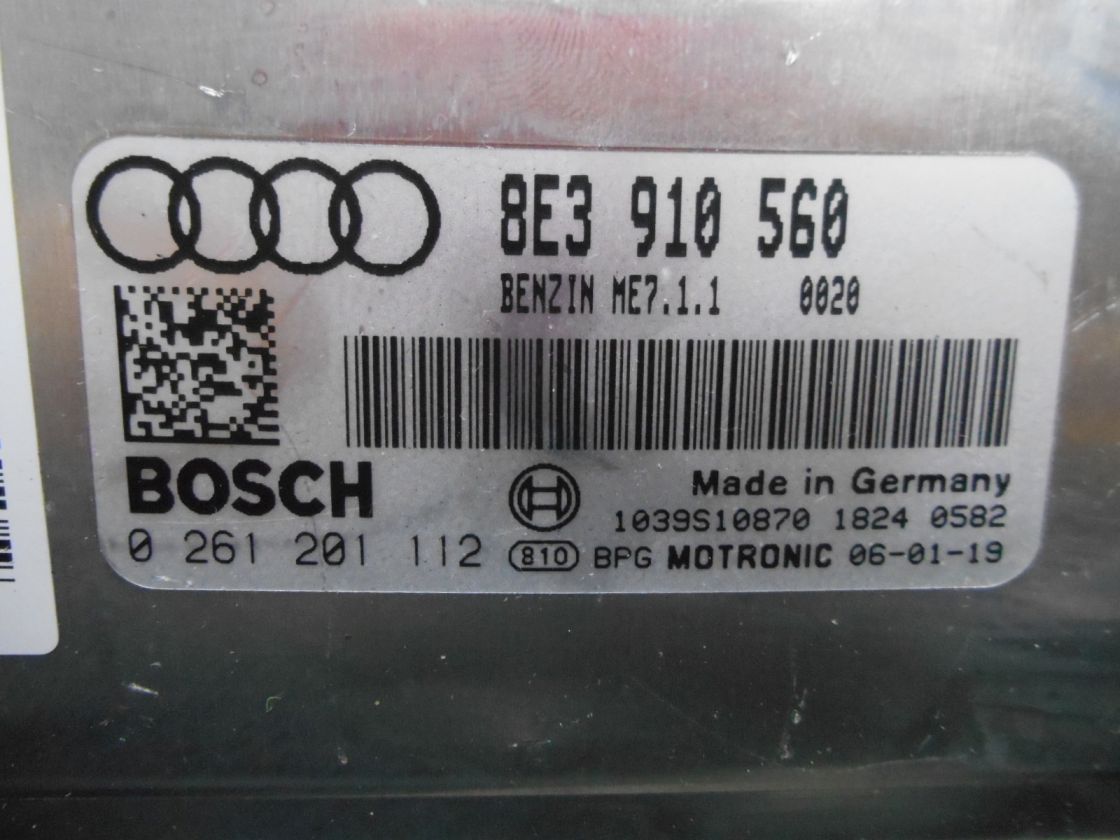 8E3 910 560
BENZIN ME7.1.1 0020
BOSCH
Made in Germany
1039S10870 1824 0582
0 261 201 112 810 BPG MOTRONIC 06-01-19